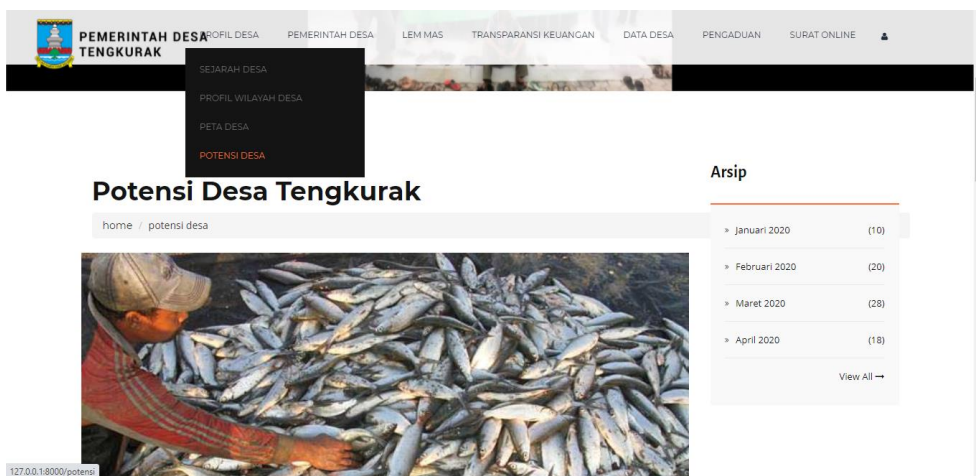 PEMERINTAH DESA
TENGKURAK
PROFIL DESA PEMERINTAH DESA LEM MAS TRANSPARANSI KEUANGAN DATA DESA PENGADUAN SURAT ONLINE
SEJARAH DESA
PROFIL WILAYAH DESA
PETA DESA
POTENSI DESA
Potensi Desa Tengkurak
home / potensi desa
Arsip
» Januari 2020 (10)
» Februari 2020 (20)
» Maret 2020 (28)
» April 2020 (18)
View All →
127.0.0.1:8000/potensi